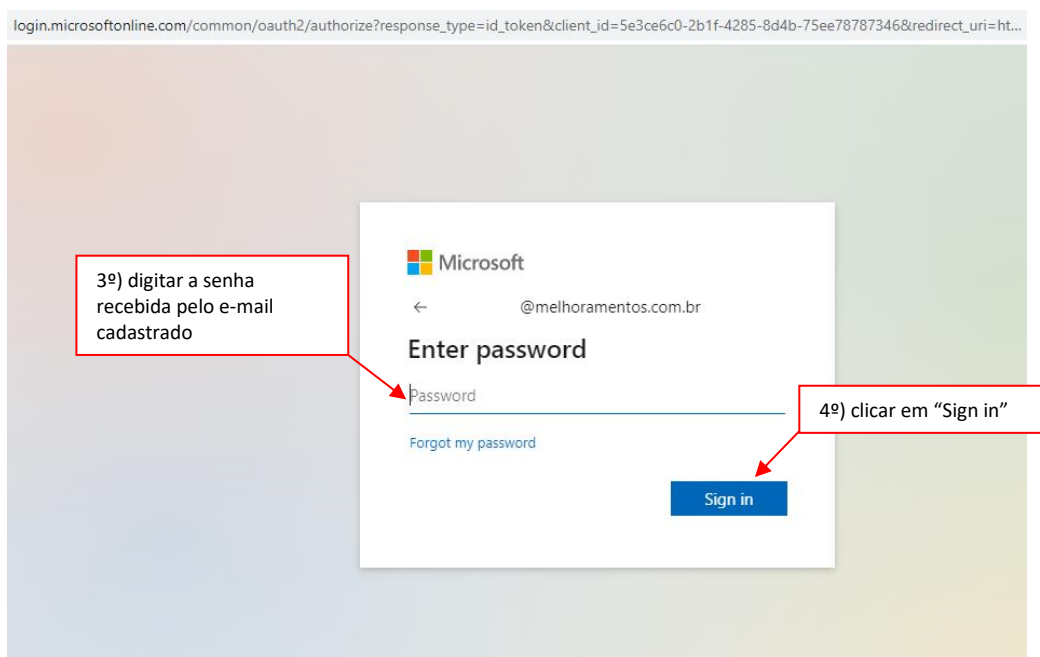 login.microsoftonline.com/common/oauth2/authorize?response_type=id_token&client_id=5e3ce6c0-2b1f-4285-8d4b-75ee78787346&redirect_uri=ht...
Microsoft
3º) digitar a senha
recebida pelo e-mail
cadastrado
← @melhoramentos.com.br
Enter password
Password
4º) clicar em “Sign in”
Forgot my password
Sign in